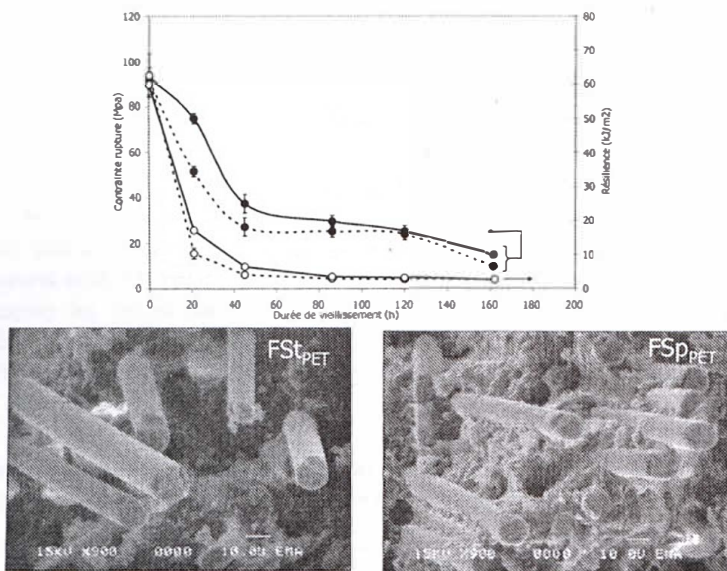 120
100
80
60
40
20
0
Contrainte rupture (Mpa)
80
70
60
50
40
30
20
10
0
Résilience (kJ/m2)
0 20 40 60 80 100 120 140 160 180 200
Durée de vieillissement (h)
FStPET
15KV X900 0000 10.0U EMA
FSpPET
15KV X900 0000 10.0U EMA